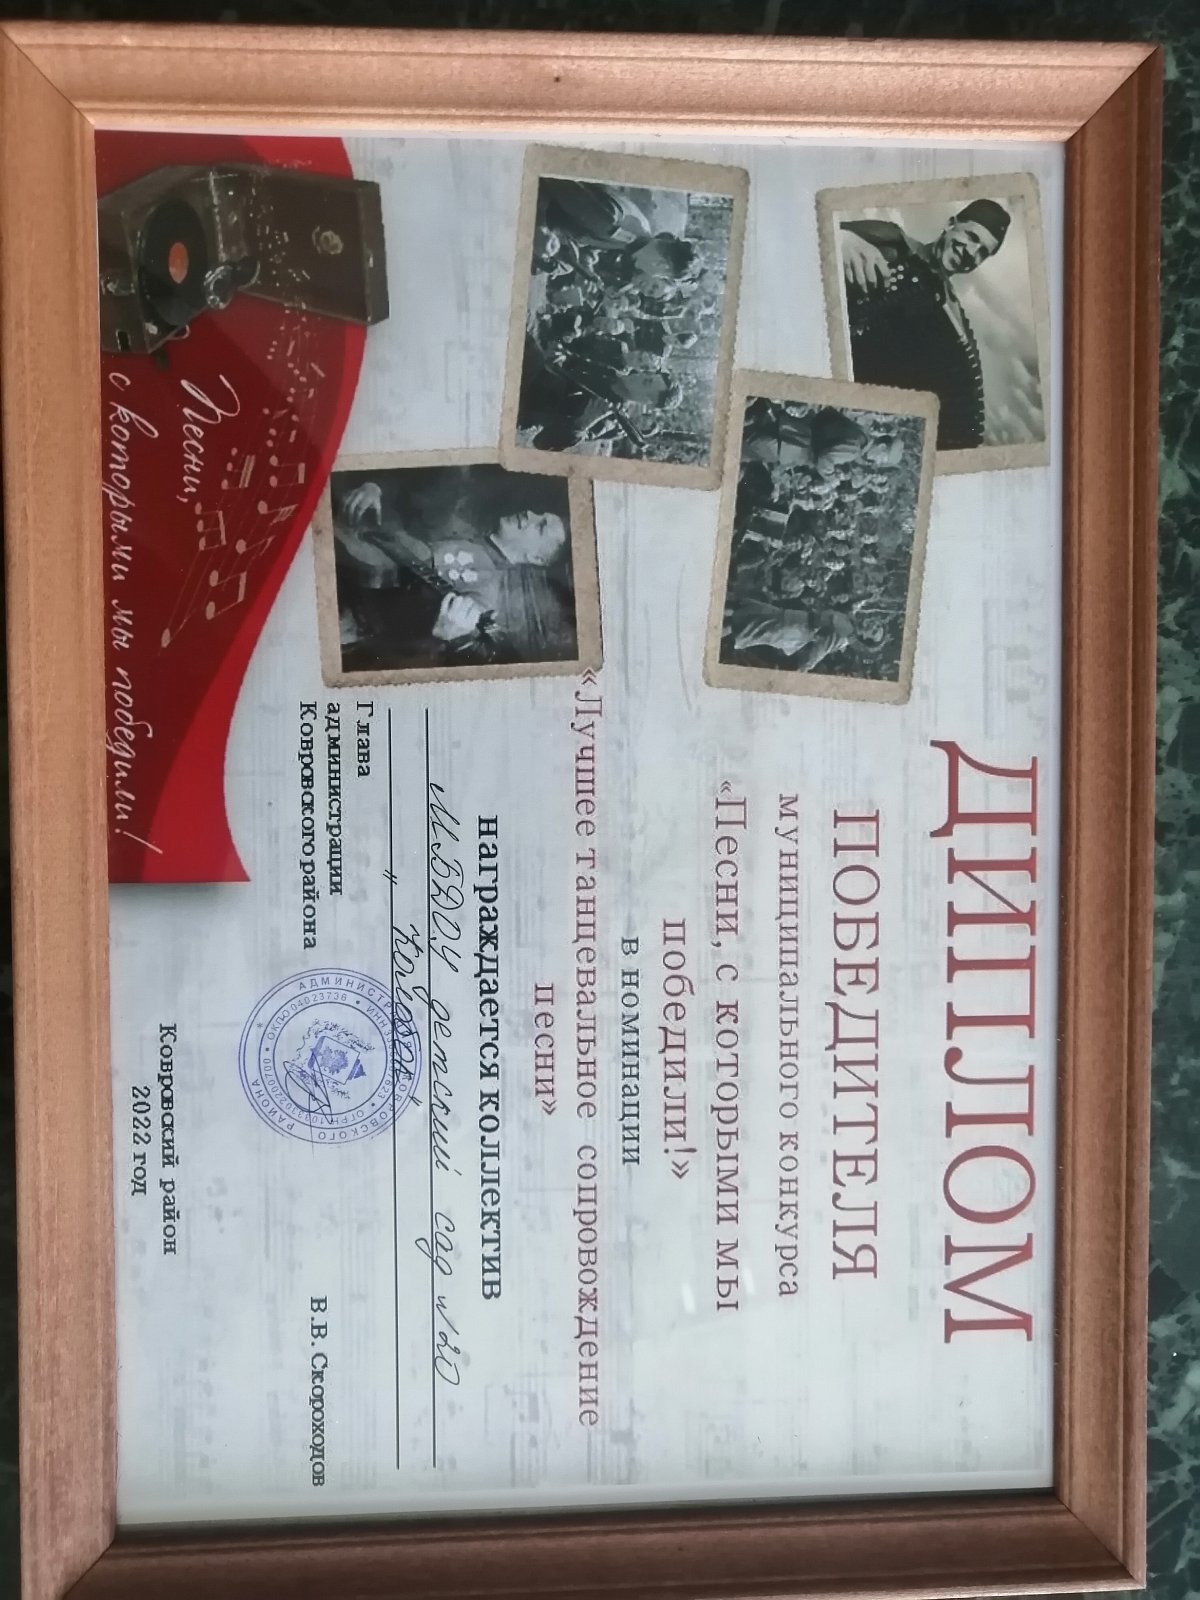 ДИПЛОМ
ПОБЕДИТЕЛЯ
муниципального конкурса
«Песни, с которыми мы
победили!»
в номинации
«Лучшее танцевальное сопровождение
песни»
награждается коллектив
МБДОУ детский сад №20
Глава
администрации
Ковровского района
В.В. Скороходов
Ковровский район
2022 год
Песни,
с которыми мы победили!